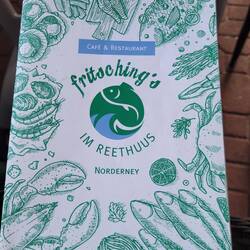 CAFÉ & RESTAURANT
fritsching's
IM REETHUUS
NORDERNEY